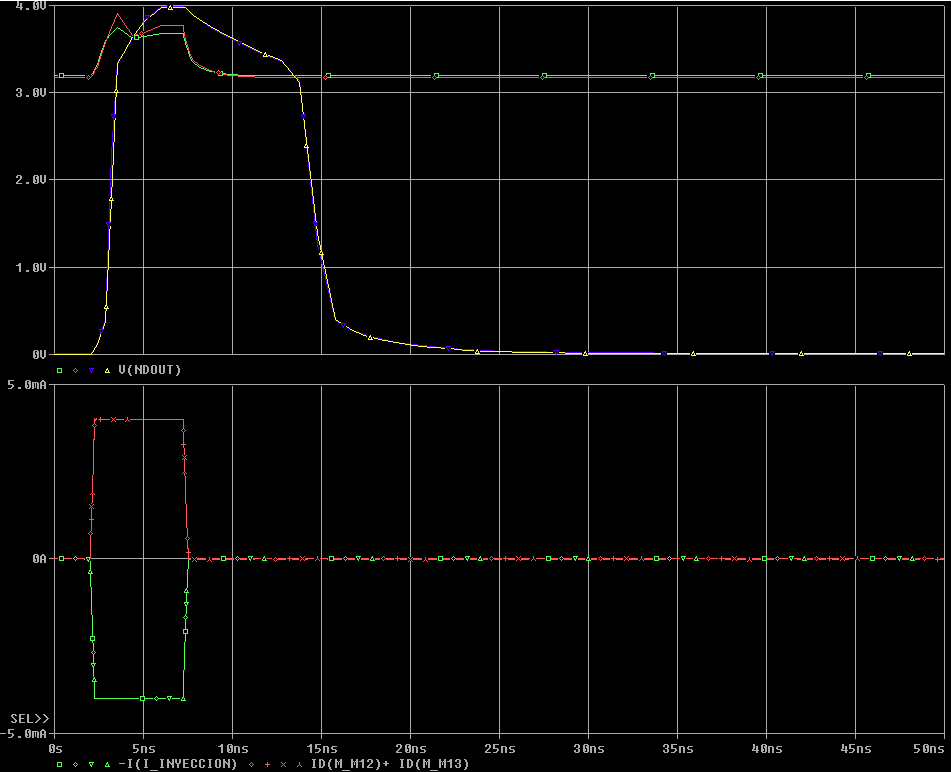 4.0V
3.0V
2.0V
1.0V
0V
V(NDOUT)
5.0mA
0A
SEL>>
-5.0mA
0s 5ns 10ns 15ns 20ns 25ns 30ns 35ns 40ns 45ns 50ns
-I(I_INYECCION) ID(M_M12)+ ID(M_M13)